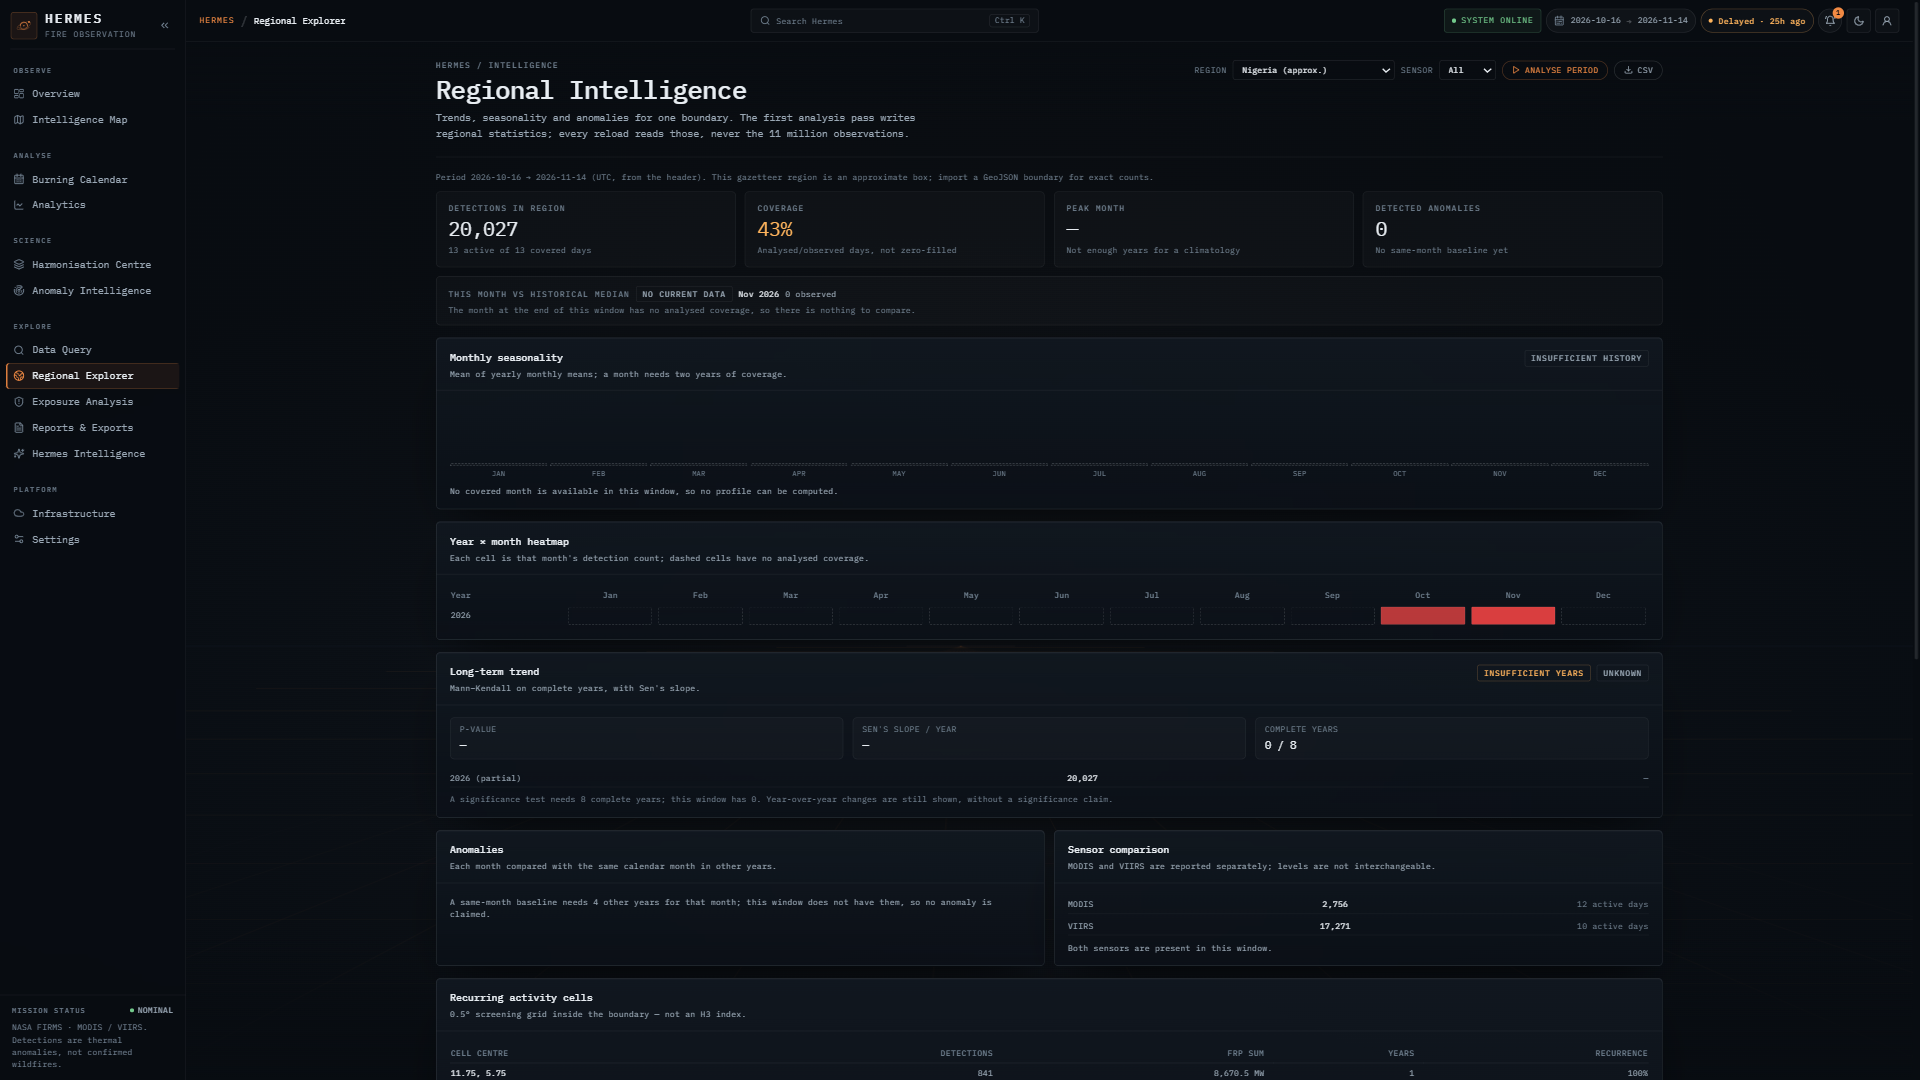 HERMES
FIRE OBSERVATION
«
HERMES / Regional Explorer
Search Hermes
Ctrl K
SYSTEM ONLINE
2026-10-16 → 2026-11-14
Delayed · 25h ago
1
OBSERVE
Overview
Intelligence Map
ANALYSE
Burning Calendar
Analytics
SCIENCE
Harmonisation Centre
Anomaly Intelligence
EXPLORE
Data Query
Regional Explorer
Exposure Analysis
Reports & Exports
Hermes Intelligence
PLATFORM
Infrastructure
Settings
MISSION STATUS
NOMINAL
NASA FIRMS · MODIS / VIIRS.
Detections are thermal
anomalies, not confirmed
wildfires.
HERMES / INTELLIGENCE
Regional Intelligence
Trends, seasonality and anomalies for one boundary. The first analysis pass writes
regional statistics; every reload reads those, never the 11 million observations.
REGION
Nigeria (approx.)
SENSOR
All
ANALYSE PERIOD
CSV
Period 2026-10-16 → 2026-11-14 (UTC, from the header). This gazetteer region is an approximate box; import a GeoJSON boundary for exact counts.
DETECTIONS IN REGION
20,027
13 active of 13 covered days
COVERAGE
43%
Analysed/observed days, not zero-filled
PEAK MONTH
—
Not enough years for a climatology
DETECTED ANOMALIES
0
No same-month baseline yet
THIS MONTH VS HISTORICAL MEDIAN
NO CURRENT DATA
Nov 2026 0 observed
The month at the end of this window has no analysed coverage, so there is nothing to compare.
Monthly seasonality
Mean of yearly monthly means; a month needs two years of coverage.
INSUFFICIENT HISTORY
JAN FEB MAR APR MAY JUN JUL AUG SEP OCT NOV DEC
No covered month is available in this window, so no profile can be computed.
Year × month heatmap
Each cell is that month's detection count; dashed cells have no analysed coverage.
Year Jan Feb Mar Apr May Jun Jul Aug Sep Oct Nov Dec
2026
Long-term trend
Mann–Kendall on complete years, with Sen's slope.
INSUFFICIENT YEARS
UNKNOWN
P-VALUE
—
SEN'S SLOPE / YEAR
—
COMPLETE YEARS
0 / 8
2026 (partial) 20,027 —
A significance test needs 8 complete years; this window has 0. Year-over-year changes are still shown, without a significance claim.
Anomalies
Each month compared with the same calendar month in other years.
A same-month baseline needs 4 other years for that month; this window does not have them, so no anomaly is
claimed.
Sensor comparison
MODIS and VIIRS are reported separately; levels are not interchangeable.
MODIS 2,756 12 active days
VIIRS 17,271 10 active days
Both sensors are present in this window.
Recurring activity cells
0.5° screening grid inside the boundary — not an H3 index.
CELL CENTRE DETECTIONS FRP SUM YEARS RECURRENCE
11.75, 5.75 841 8,670.5 MW 1 100%